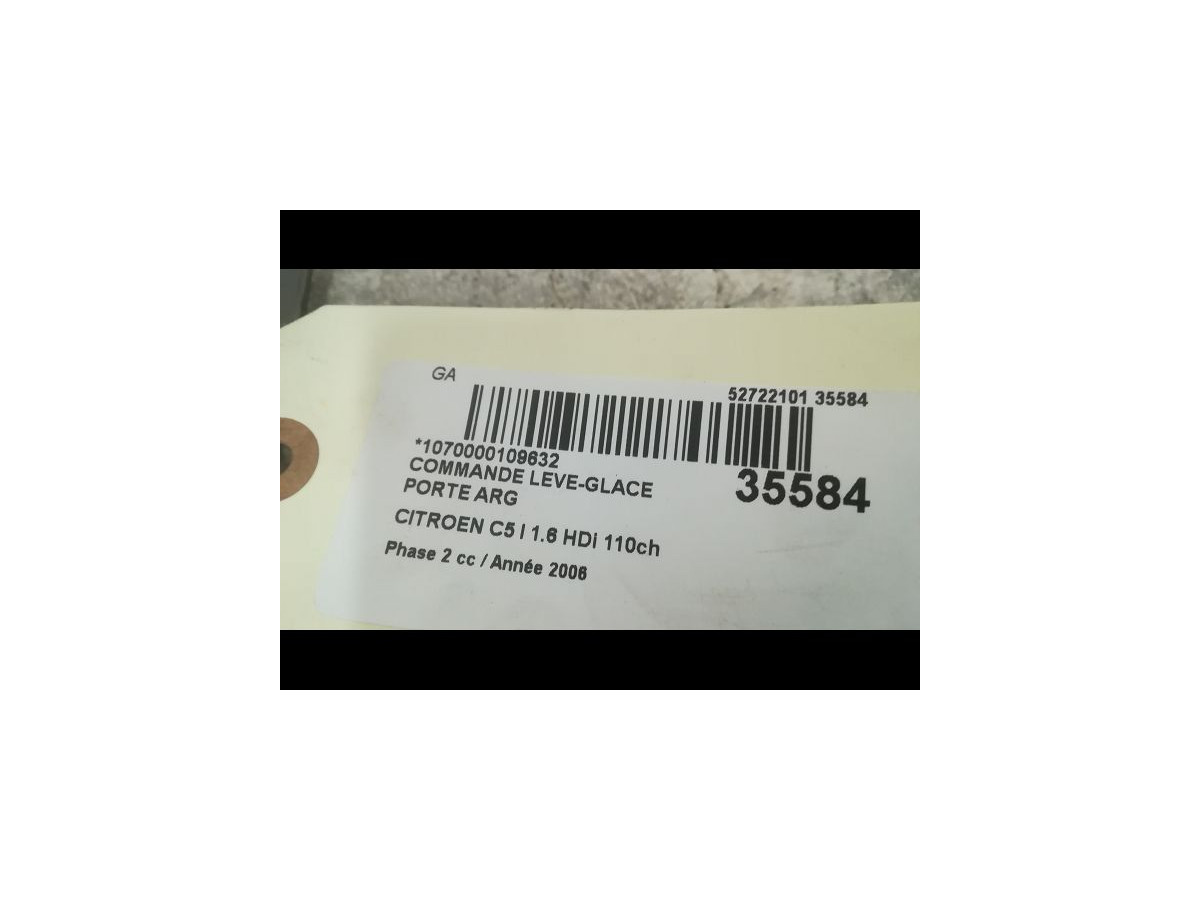 GA
52722101 35584
*1070000109632
COMMANDE LEVE-GLACE
PORTE ARG
35584
CITROEN C5 I 1.6 HDi 110ch
Phase 2 cc / Année 2006